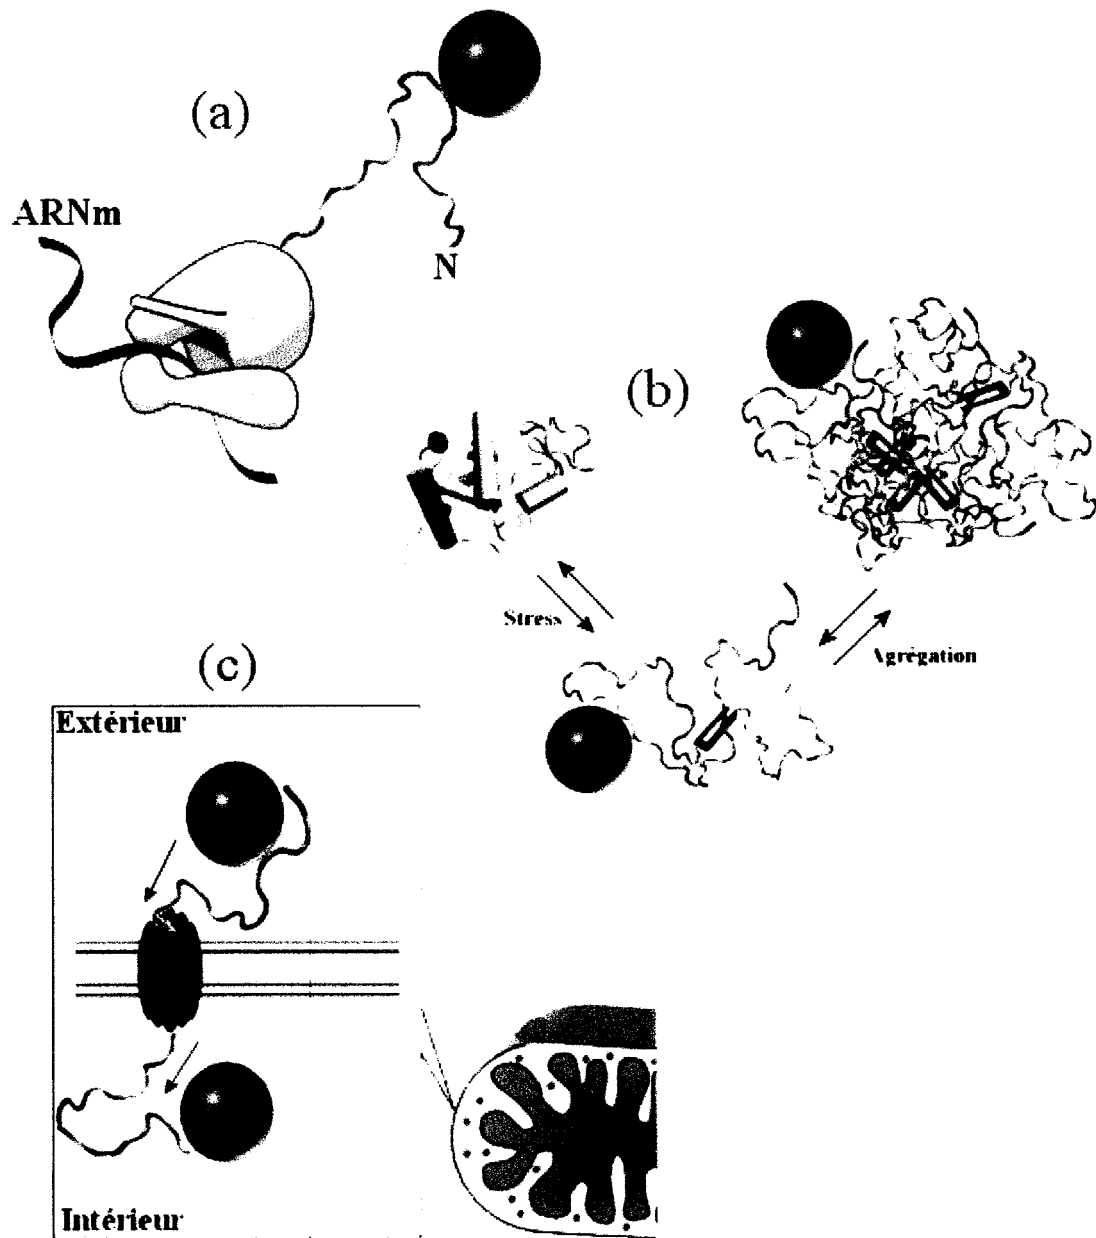 (a)
ARNm
N
(b)
Stress
Agrégation
(c)
Extérieur
Intérieur